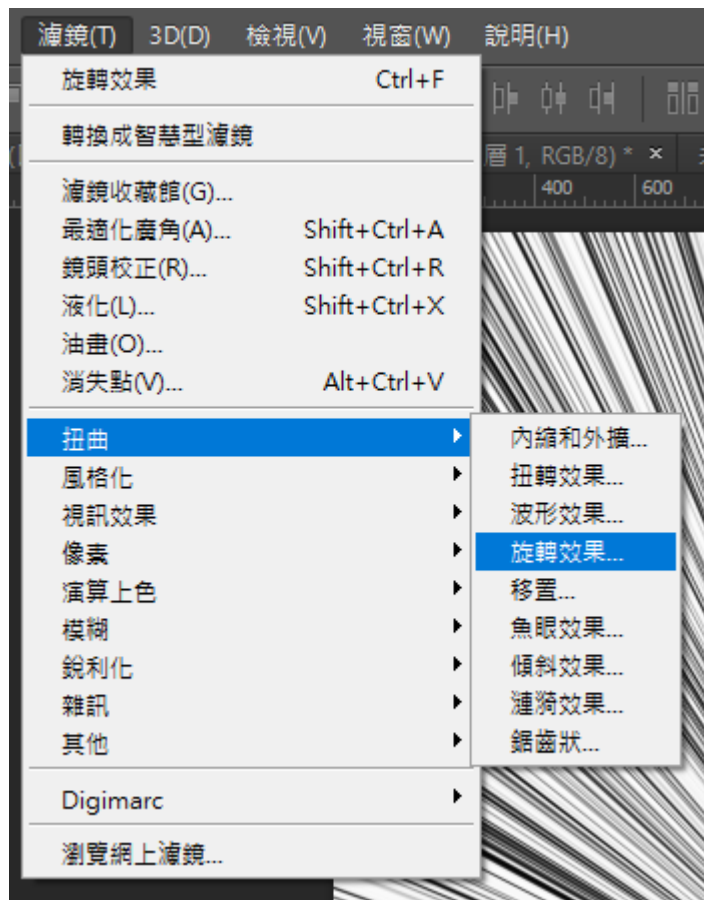 濾鏡(T) 3D(D) 檢視(V) 視窗(W) 說明(H)
旋轉效果 Ctrl+F
轉換成智慧型濾鏡
層 1, RGB/8) * ×
400 600
濾鏡收藏館(G)...
最適化廣角(A)... Shift+Ctrl+A
鏡頭校正(R)... Shift+Ctrl+R
液化(L)... Shift+Ctrl+X
油畫(O)...
消失點(V)... Alt+Ctrl+V
扭曲
風格化
視訊效果
像素
演算上色
模糊
銳利化
雜訊
其他
Digimarc
瀏覽網上濾鏡...
內縮和外擴...
扭轉效果...
波形效果...
旋轉效果...
移置...
魚眼效果...
傾斜效果...
漣漪效果...
鋸齒狀...